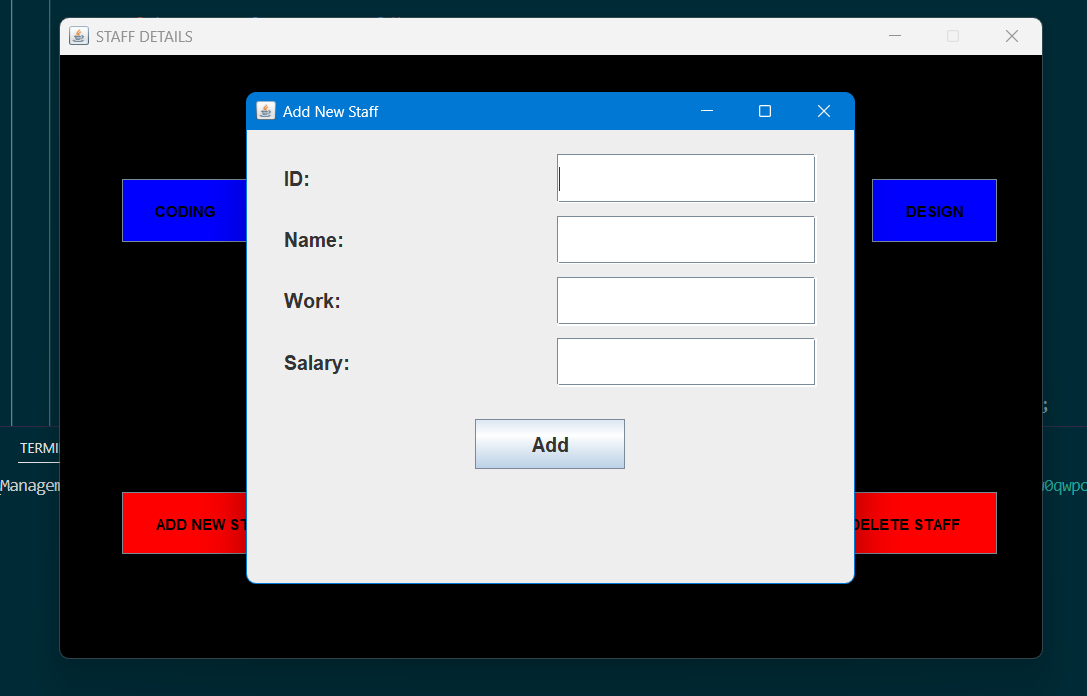 STAFF DETAILS
Add New Staff
ID:
CODING
DESIGN
Name:
Work:
Salary:
;
TERMI
Add
Managem
0qwpc
ADD NEW ST
DELETE STAFF